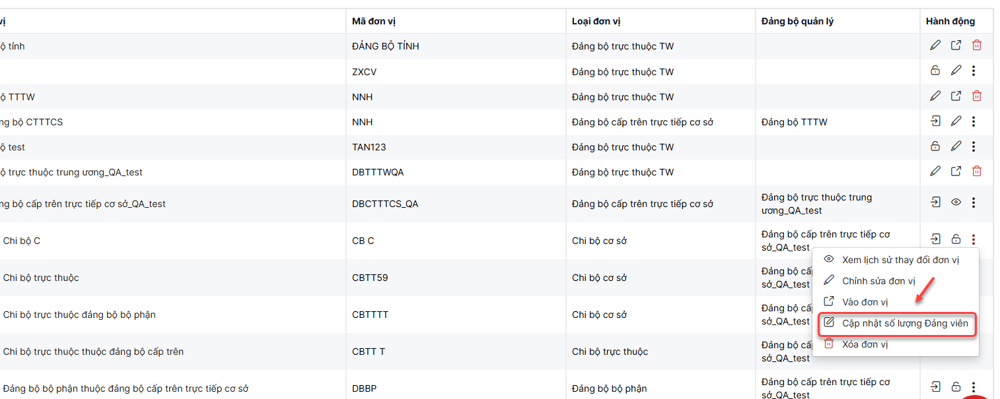 vị Mã đơn vị Loại đơn vị Đảng bộ quản lý Hành động
ộ tỉnh ĐẢNG BỘ TỈNH Đảng bộ trực thuộc TW
ZXCV Đảng bộ trực thuộc TW
ộ TTTW NNH Đảng bộ trực thuộc TW
ng bộ CTTTCS NNH Đảng bộ cấp trên trực tiếp cơ sở Đảng bộ TTTW
ộ test TAN123 Đảng bộ trực thuộc TW
ộ trực thuộc trung ương_QA_test DBTTTWQA Đảng bộ trực thuộc TW
ng bộ cấp trên trực tiếp cơ sở_QA_test DBCTTTCS_QA Đảng bộ cấp trên trực tiếp cơ sở Đảng bộ trực thuộc trung
ương_QA_test
Chi bộ C CB C Chi bộ cơ sở Đảng bộ cấp trên trực tiếp cơ
sở_QA_test
Chi bộ trực thuộc CBTT59 Chi bộ cơ sở Đảng bộ cấ
sở_QA_test
Chi bộ trực thuộc đảng bộ bộ phận CBTTTT Chi bộ cơ sở Đảng bộ cấ
sở_QA_test
Chi bộ trực thuộc thuộc đảng bộ cấp trên CBTT T Chi bộ trực thuộc Đảng bộ cấ
sở_QA_test
Đảng bộ bộ phận thuộc đảng bộ cấp trên trực tiếp cơ sở DBBP Đảng bộ bộ phận Đảng bộ cấp trên trực tiếp cơ
sở_QA_test
Xem lịch sử thay đổi đơn vị
Chỉnh sửa đơn vị
Vào đơn vị
Cập nhật số lượng Đảng viên
Xóa đơn vị